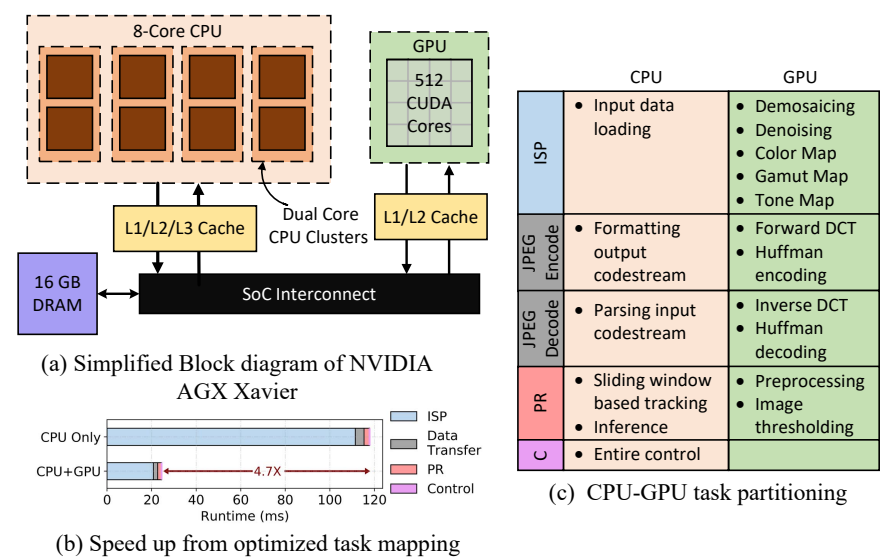 8-Core CPU
GPU
512
CUDA
Cores
L1/L2/L3 Cache
Dual Core
CPU Clusters
L1/L2 Cache
16 GB
DRAM
SoC Interconnect
(a) Simplified Block diagram of NVIDIA
AGX Xavier
CPU Only
CPU+GPU
4.7X
0 20 40 60 80 100 120
Runtime (ms)
ISP
Data
Transfer
PR
Control
(b) Speed up from optimized task mapping
CPU GPU
ISP
• Input data
loading
• Demosaicing
• Denoising
• Color Map
• Gamut Map
• Tone Map
JPEG
Encode
• Formatting
output
codestream
• Forward DCT
• Huffman
encoding
JPEG
Decode
• Parsing input
codestream
• Inverse DCT
• Huffman
decoding
PR
• Sliding window
based tracking
• Inference
• Preprocessing
• Image
thresholding
C
• Entire control
(c) CPU-GPU task partitioning